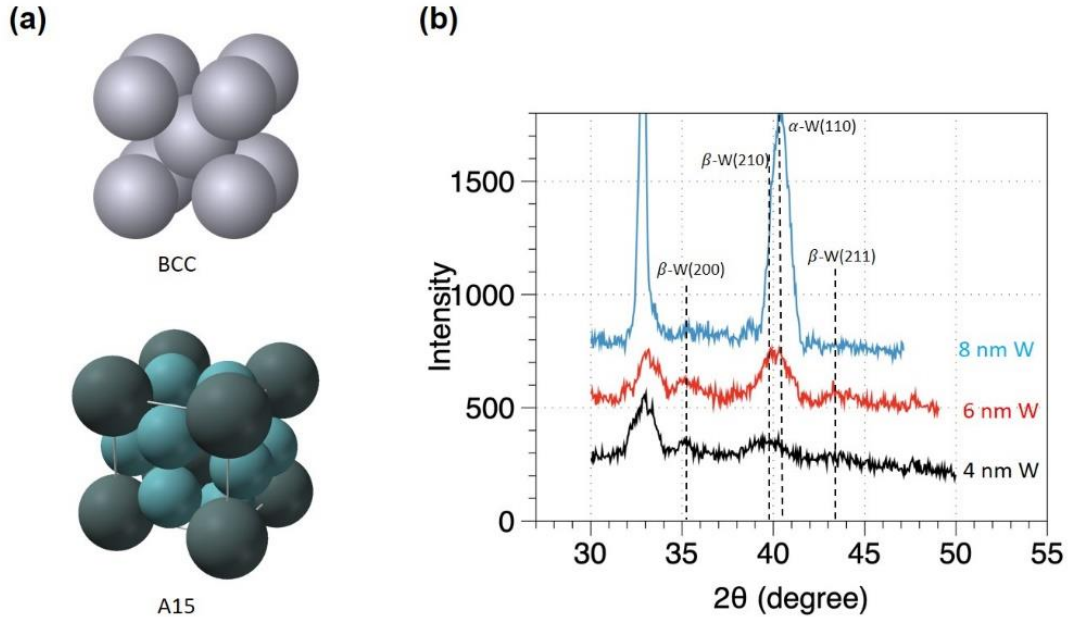 (a)
BCC
A15
(b)
Intensity
1500
1000
500
0
α-W(110)
β-W(210)
β-W(200)
β-W(211)
8 nm W
6 nm W
4 nm W
30
35
40
45
50
55
2θ (degree)